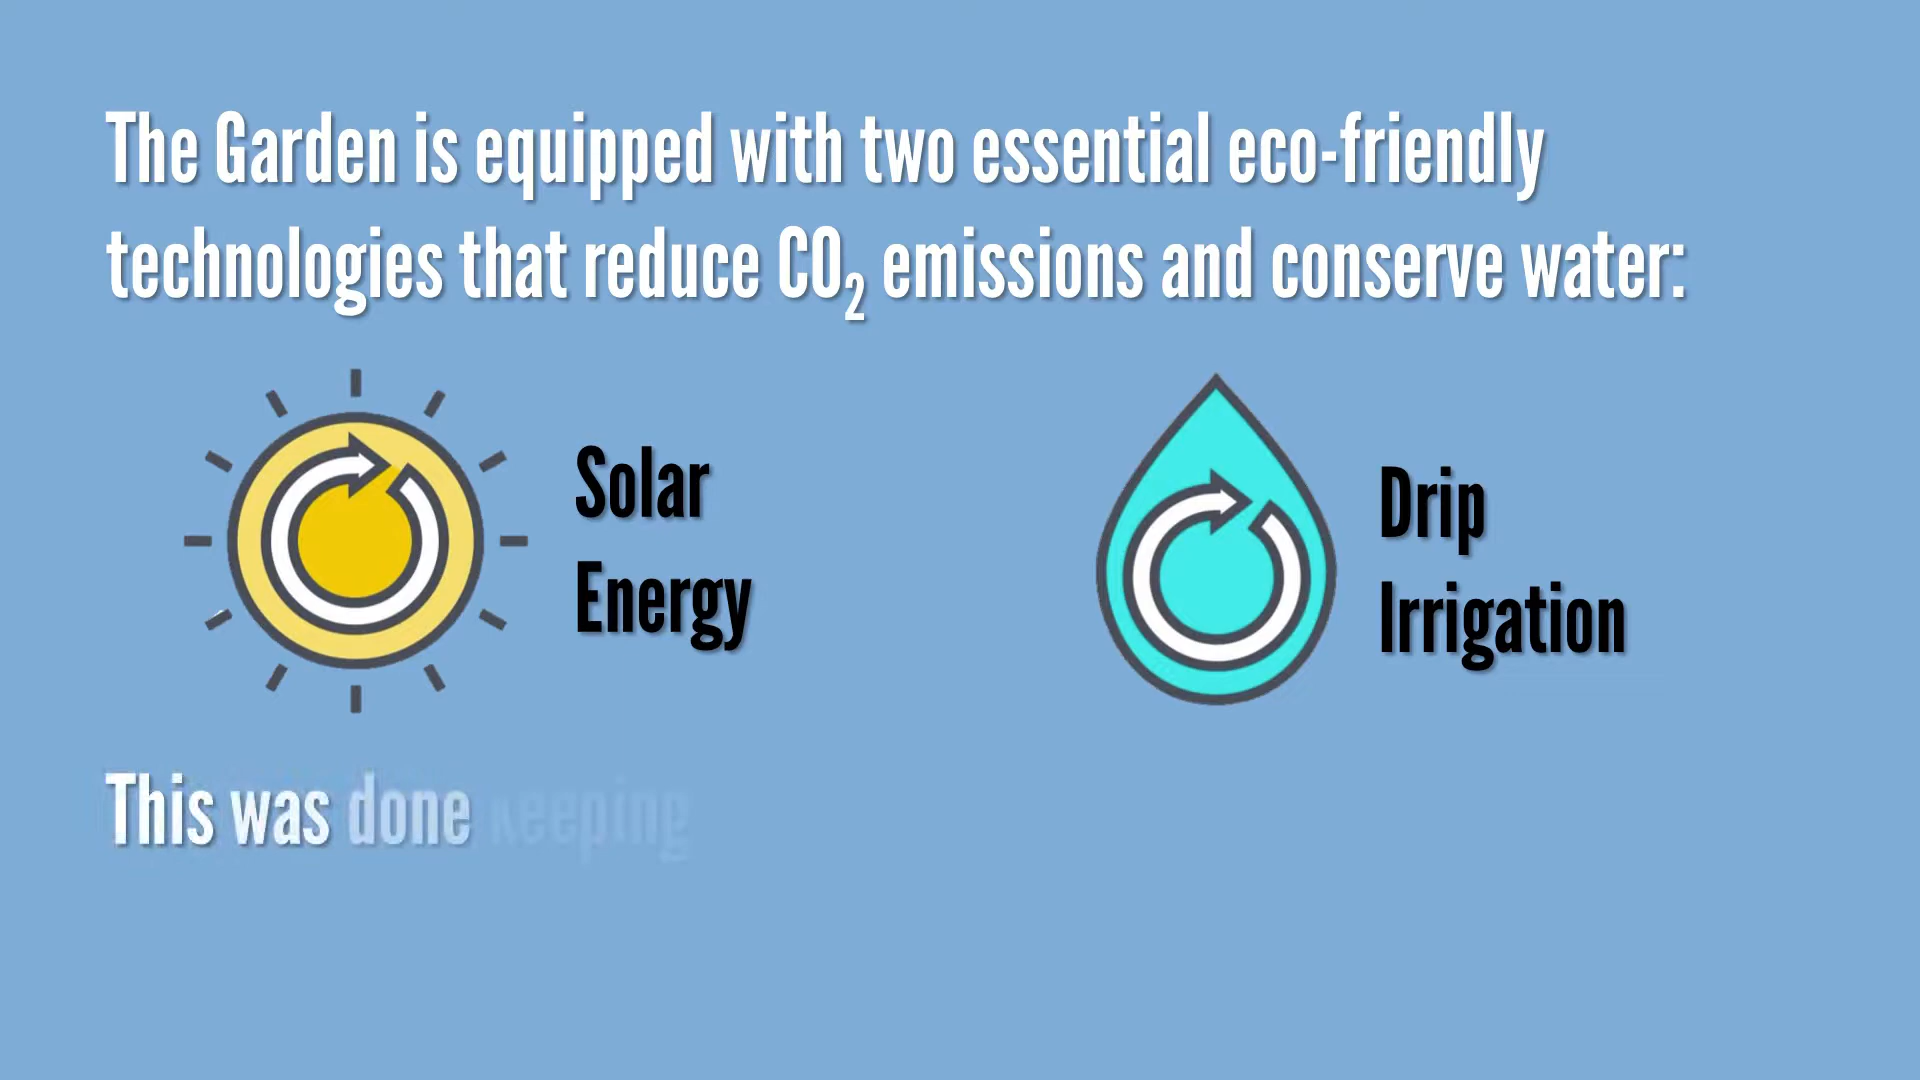 The Garden is equipped with two essential eco-friendly
technologies that reduce CO₂ emissions and conserve water:
Solar
Energy
Drip
Irrigation
This was done keeping